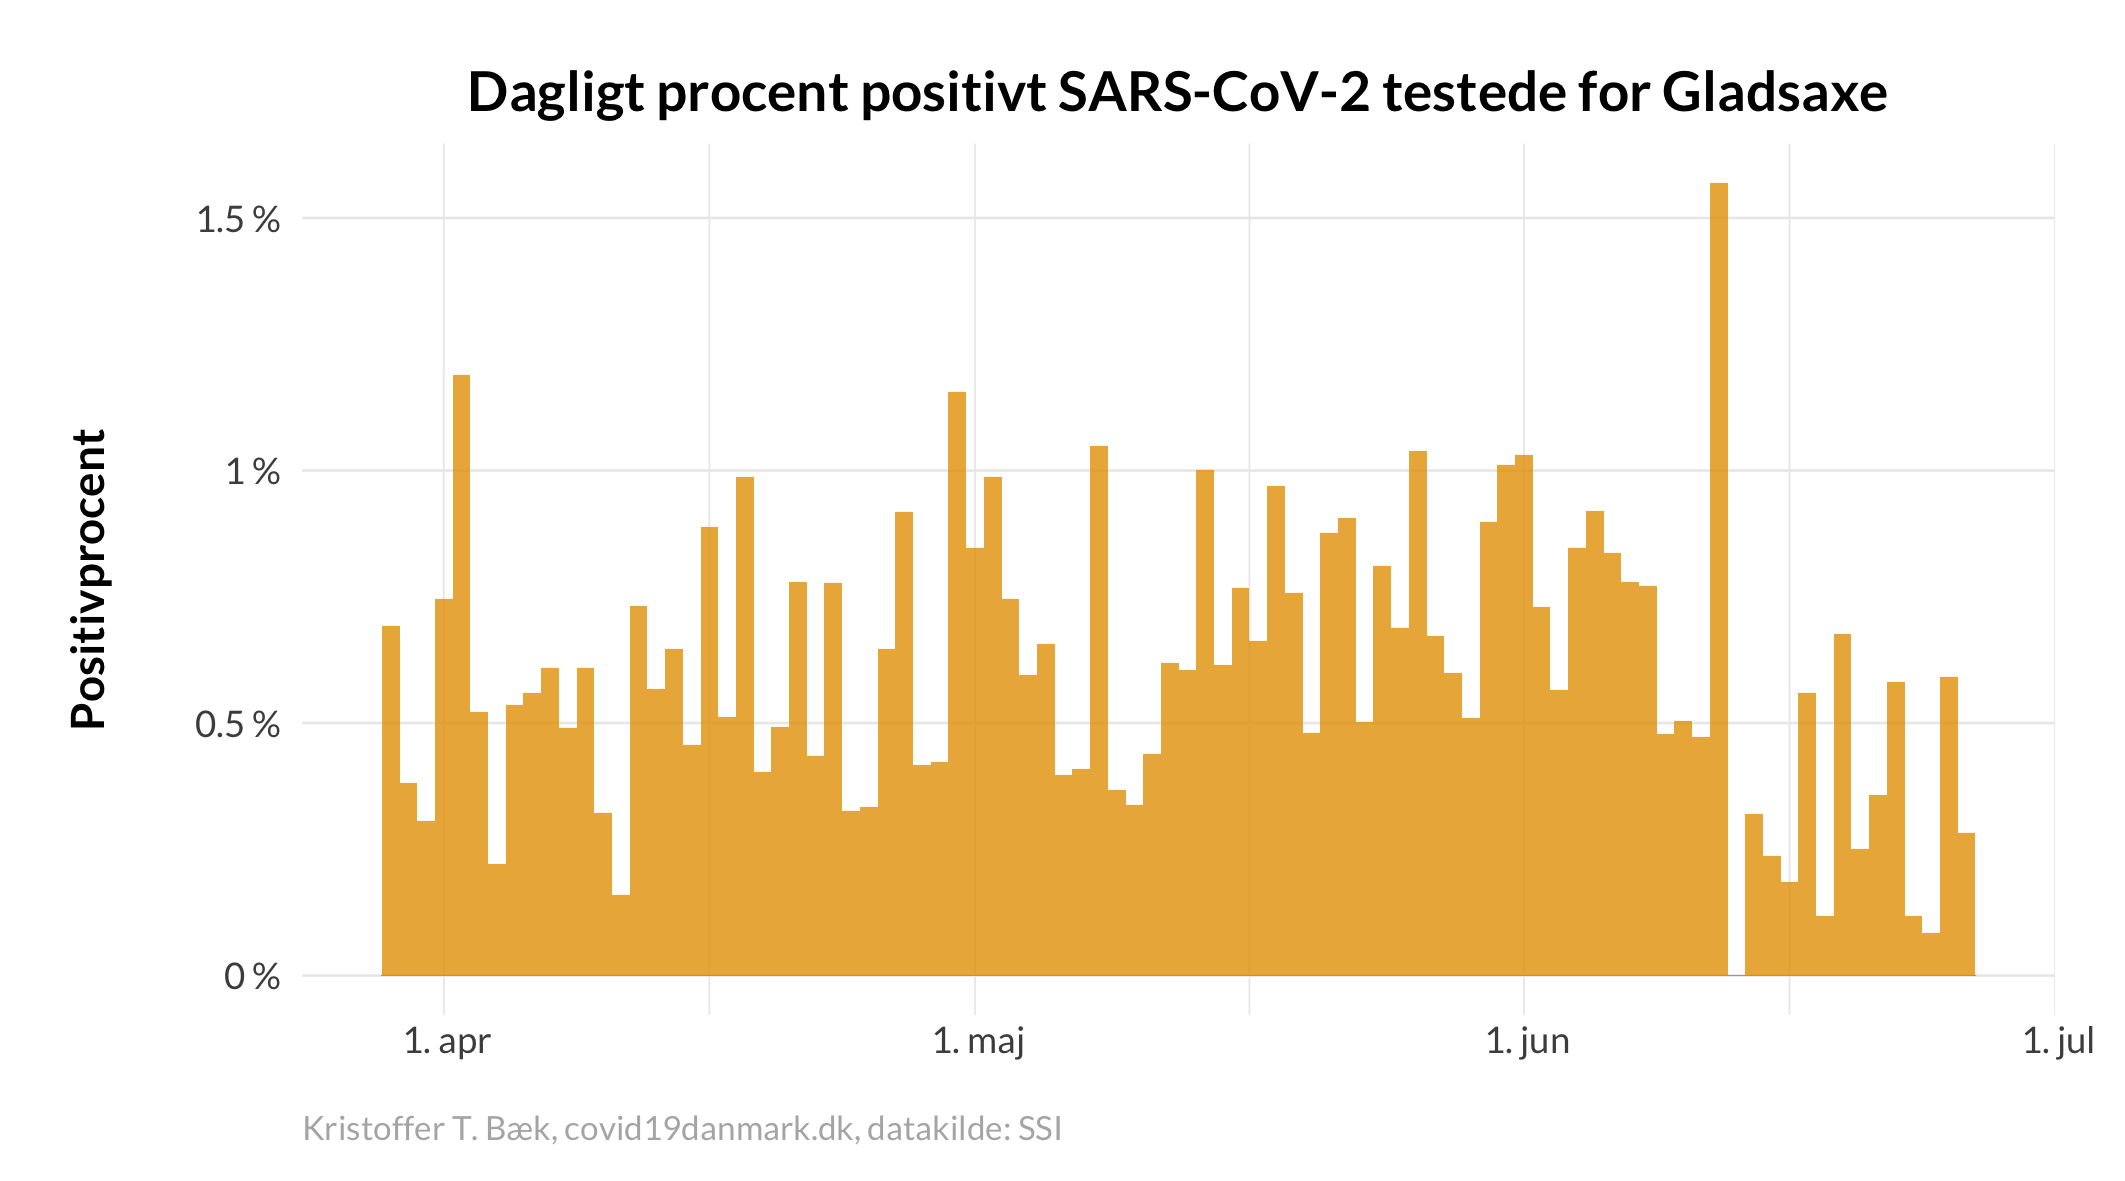 Dagligt procent positivt SARS-CoV-2 testede for Gladsaxe
Positivprocent
1.5 %
1 %
0.5 %
0 %
1. apr
1. maj
1. jun
1. jul
Kristoffer T. Bæk, covid19danmark.dk, datakilde: SSI